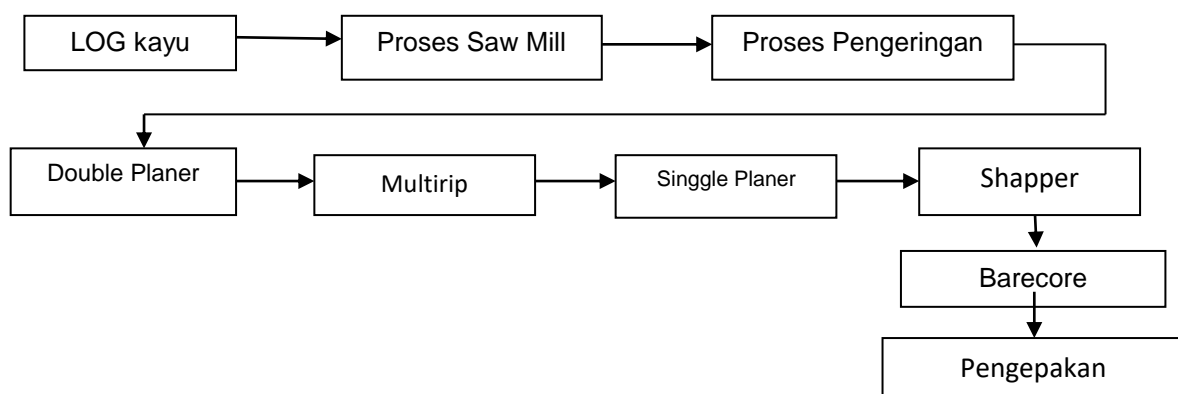 LOG kayu
Proses Saw Mill
Proses Pengeringan
Double Planer
Multirip
Singgle Planer
Shapper
Barecore
Pengepakan